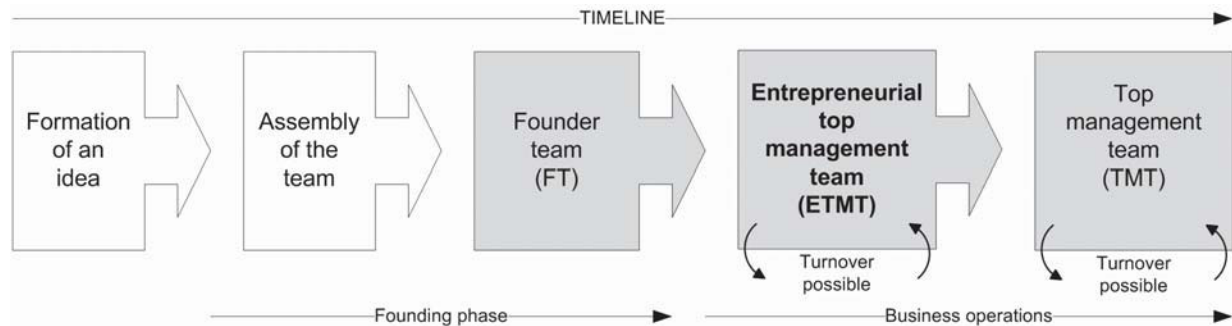 TIMELINE
Formation
of an
idea
Assembly
of the
team
Founder
team
(FT)
Entrepreneurial
top
management
team
(ETMT)
Top
management
team
(TMT)
Turnover
possible
Turnover
possible
Founding phase
Business operations